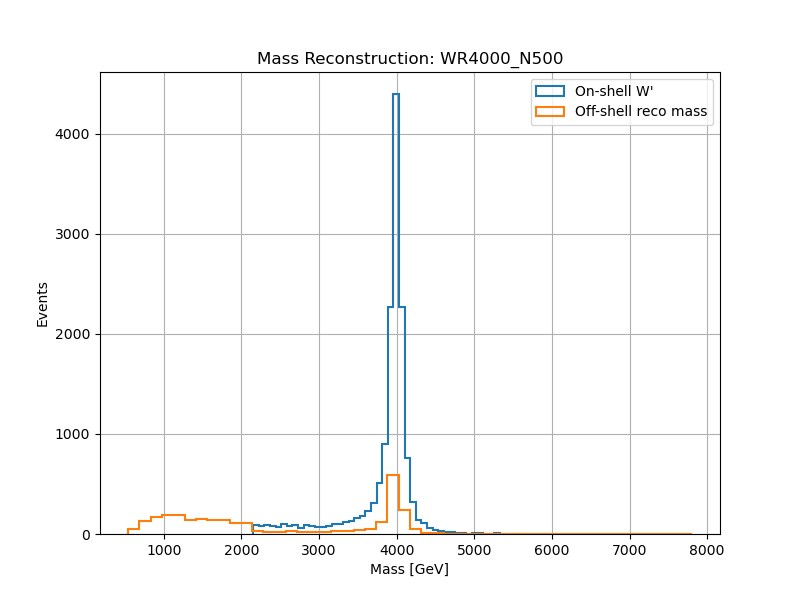 Mass Reconstruction: WR4000_N500
On-shell W'
Off-shell reco mass
Events
4000
3000
2000
1000
0
1000 2000 3000 4000 5000 6000 7000 8000
Mass [GeV]